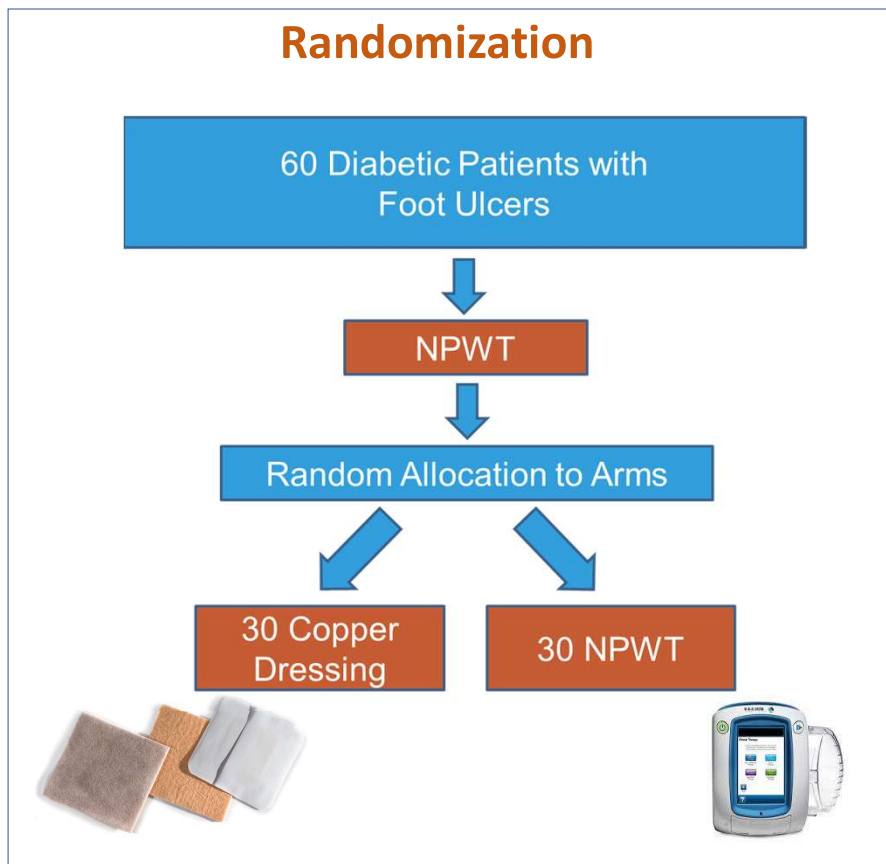 Randomization
60 Diabetic Patients with
Foot Ulcers
NPWT
Random Allocation to Arms
30 Copper
Dressing
30 NPWT